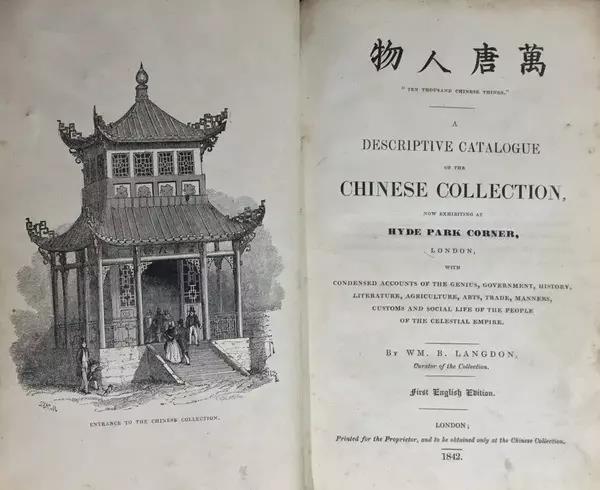 ENTRANCE TO THE CHINESE COLLECTION.
萬唐人物
"TEN THOUSAND CHINESE THINGS."
A
DESCRIPTIVE CATALOGUE
OF THE
CHINESE COLLECTION,
NOW EXHIBITING AT
HYDE PARK CORNER,
LONDON,
WITH
CONDENSED ACCOUNTS OF THE GENIUS, GOVERNMENT, HISTORY,
LITERATURE, AGRICULTURE, ARTS, TRADE, MANNERS,
CUSTOMS AND SOCIAL LIFE OF THE PEOPLE
OF THE CELESTIAL EMPIRE.
BY WM. B. LANGDON,
Curator of the Collection.
First English Edition.
LONDON;
Printed for the Proprietor, and to be obtained only at the Chinese Collection.
1842.